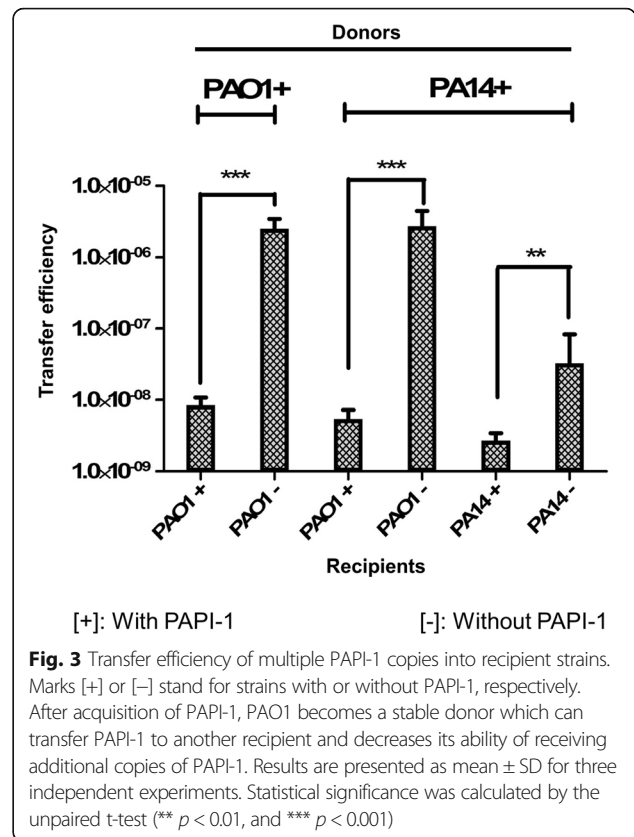 Donors
PAO1+ PA14+
*** *** **
1.0×10⁻⁰⁵
1.0×10⁻⁰⁶
1.0×10⁻⁰⁷
1.0×10⁻⁰⁸
1.0×10⁻⁰⁹
Transfer efficiency
PAO1+ PAO1- PAO1+ PAO1- PA14+ PA14-
Recipients
[+]: With PAPI-1 [-]: Without PAPI-1
Fig. 3 Transfer efficiency of multiple PAPI-1 copies into recipient strains.
Marks [+] or [−] stand for strains with or without PAPI-1, respectively.
After acquisition of PAPI-1, PAO1 becomes a stable donor which can
transfer PAPI-1 to another recipient and decreases its ability of receiving
additional copies of PAPI-1. Results are presented as mean ± SD for three
independent experiments. Statistical significance was calculated by the
unpaired t-test (** p < 0.01, and *** p < 0.001)